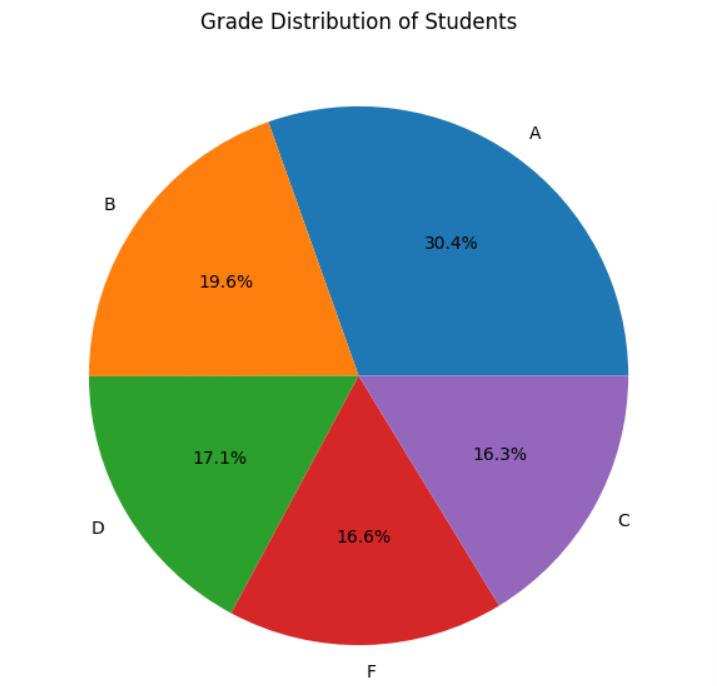 Grade Distribution of Students
A
30.4%
B
19.6%
17.1%
D
16.6%
F
16.3%
C